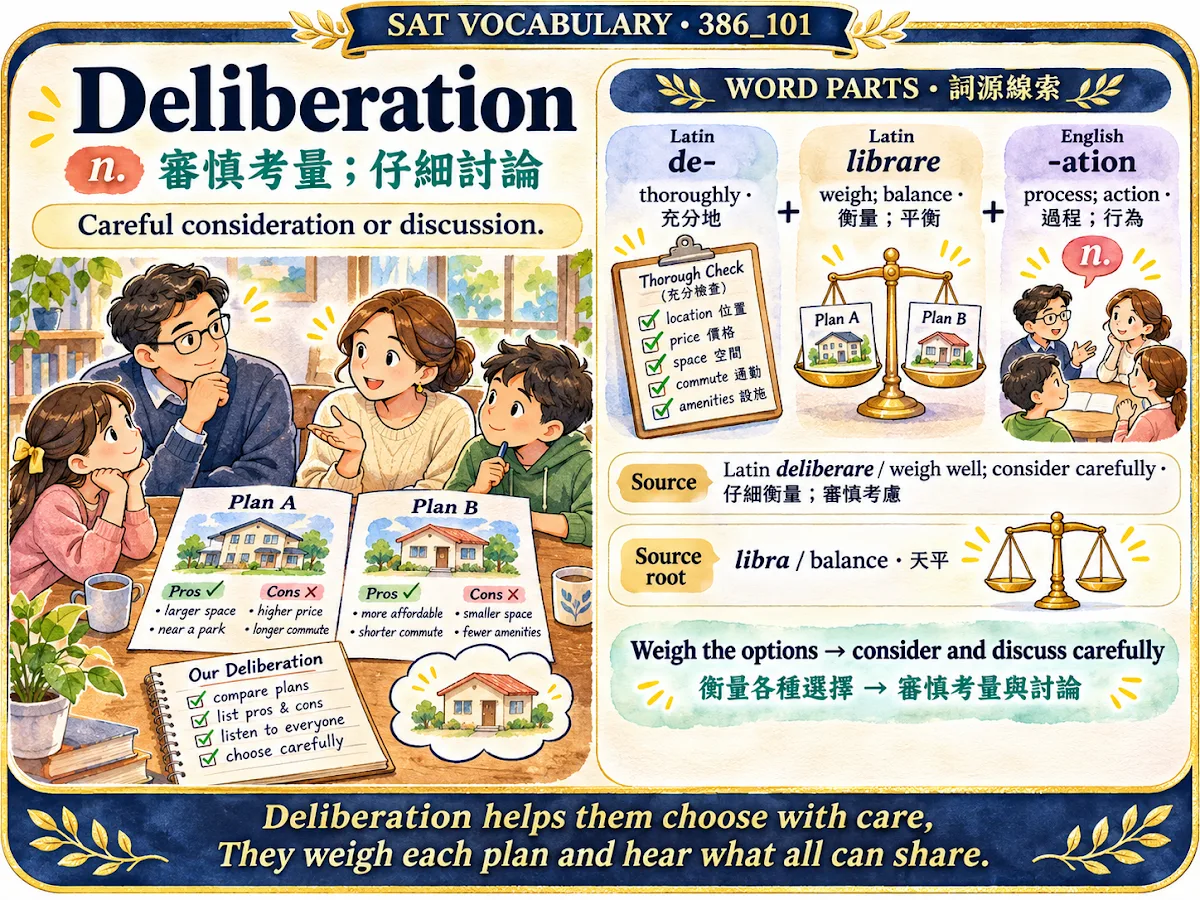 SAT VOCABULARY • 386_101
Deliberation
n. 審慎考量；仔細討論
Careful consideration or discussion.
Plan A
Pros ✓ Cons ✗
• larger space • higher price
• near a park • longer commute
Plan B
Pros ✓ Cons ✗
• more affordable • smaller space
• shorter commute • fewer amenities
Our Deliberation
✓ compare plans
✓ list pros & cons
✓ listen to everyone
✓ choose carefully
WORD PARTS • 詞源線索
Latin
de-
thoroughly •
充分地
+
Latin
librare
weigh; balance •
衡量；平衡
+
English
-ation
process; action •
過程；行為
Thorough Check
(充分檢查)
✓ location 位置
✓ price 價格
✓ space 空間
✓ commute 通勤
✓ amenities 設施
Plan A
Plan B
n.
Source
Latin deliberare / weigh well; consider carefully •
仔細衡量；審慎考慮
Source
root
libra / balance • 天平
Weigh the options → consider and discuss carefully
衡量各種選擇 → 審慎考量與討論
Deliberation helps them choose with care,
They weigh each plan and hear what all can share.